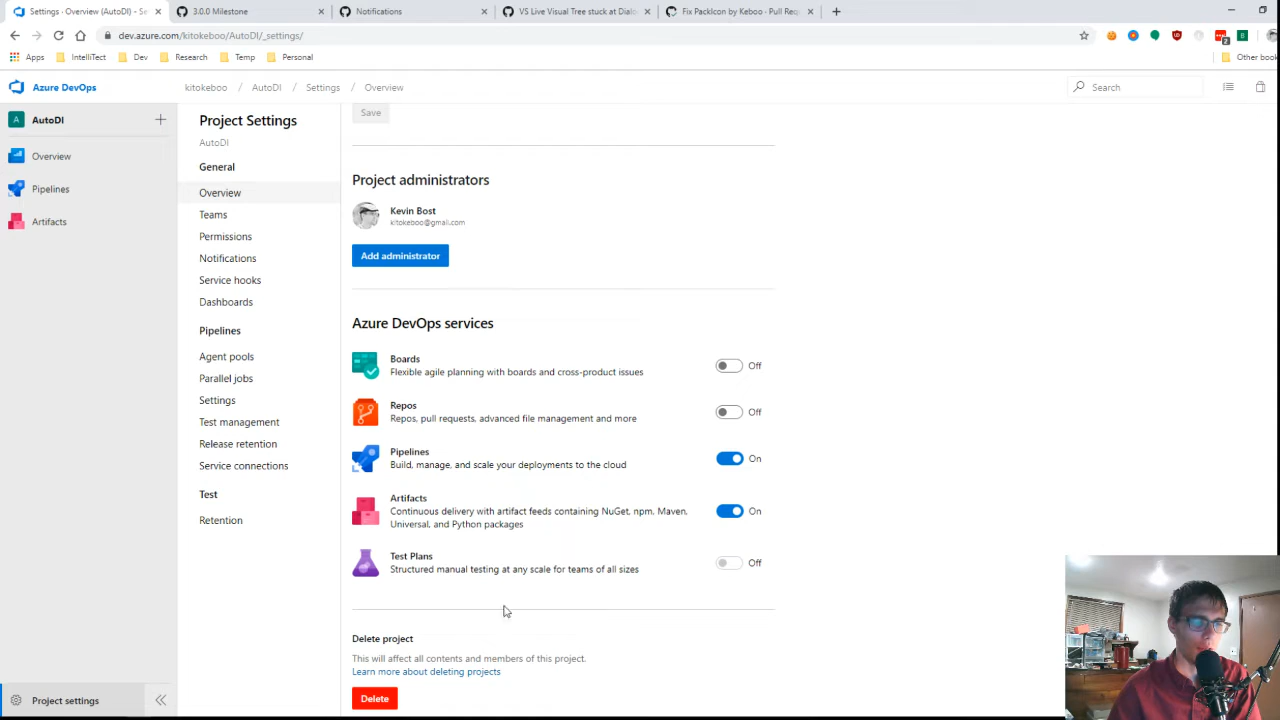 Settings - Overview (AutoDI) - Se
3.0.0 Milestone
Notifications
VS Live Visual Tree stuck at Dialo
Fix PackIcon by Keboo · Pull Req
dev.azure.com/kitokeboo/AutoDI/_settings/
Apps
IntelliTect
Dev
Research
Temp
Personal
Other book
Azure DevOps
kitokeboo / AutoDI / Settings / Overview
Search
A AutoDI
Overview
Pipelines
Artifacts
Project settings
Project Settings
AutoDI
General
Overview
Teams
Permissions
Notifications
Service hooks
Dashboards
Pipelines
Agent pools
Parallel jobs
Settings
Test management
Release retention
Service connections
Test
Retention
Save
Project administrators
Kevin Bost
kitokeboo@gmail.com
Add administrator
Azure DevOps services
Boards
Flexible agile planning with boards and cross-product issues
Off
Repos
Repos, pull requests, advanced file management and more
Off
Pipelines
Build, manage, and scale your deployments to the cloud
On
Artifacts
Continuous delivery with artifact feeds containing NuGet, npm, Maven,
Universal, and Python packages
On
Test Plans
Structured manual testing at any scale for teams of all sizes
Off
Delete project
This will affect all contents and members of this project.
Learn more about deleting projects
Delete